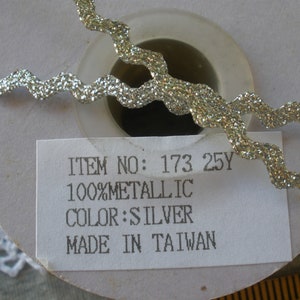 ITEM NO: 173 25Y
100%METALLIC
COLOR:SILVER
MADE IN TAIWAN